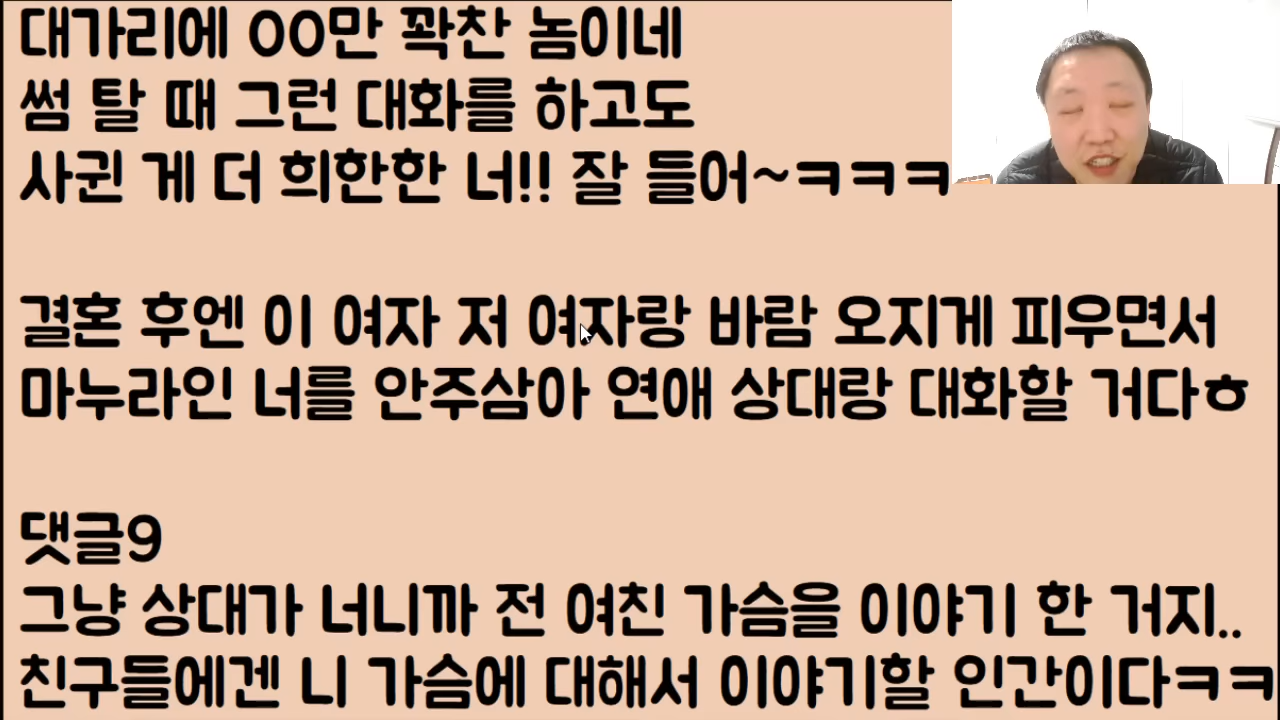 대가리에 OO만 꽉찬 놈이네
썸 탈 때 그런 대화를 하고도
사귄 게 더 희한한 너!! 잘 들어~ㅋㅋㅋ
결혼 후엔 이 여자 저 여자랑 바람 오지게 피우면서
마누라인 너를 안주삼아 연애 상대랑 대화할 거다ㅎ
댓글9
그냥 상대가 너니까 전 여친 가슴을 이야기 한 거지..
친구들에겐 니 가슴에 대해서 이야기할 인간이다ㅋㅋ